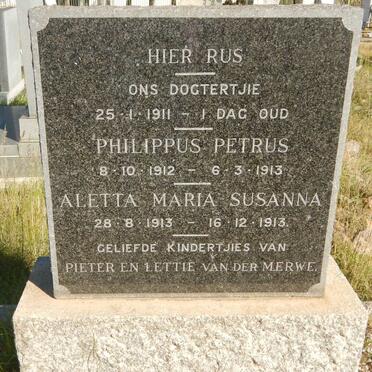 HIER RUS
ONS DOGTERTJIE
25·1·1911 – 1 DAG OUD
PHILIPPUS PETRUS
8·10·1912 – 6·3·1913
ALETTA MARIA SUSANNA
28·8·1913 – 16·12·1913.
GELIEFDE KINDERTJIES VAN
PIETER EN LETTIE VAN DER MERWE.